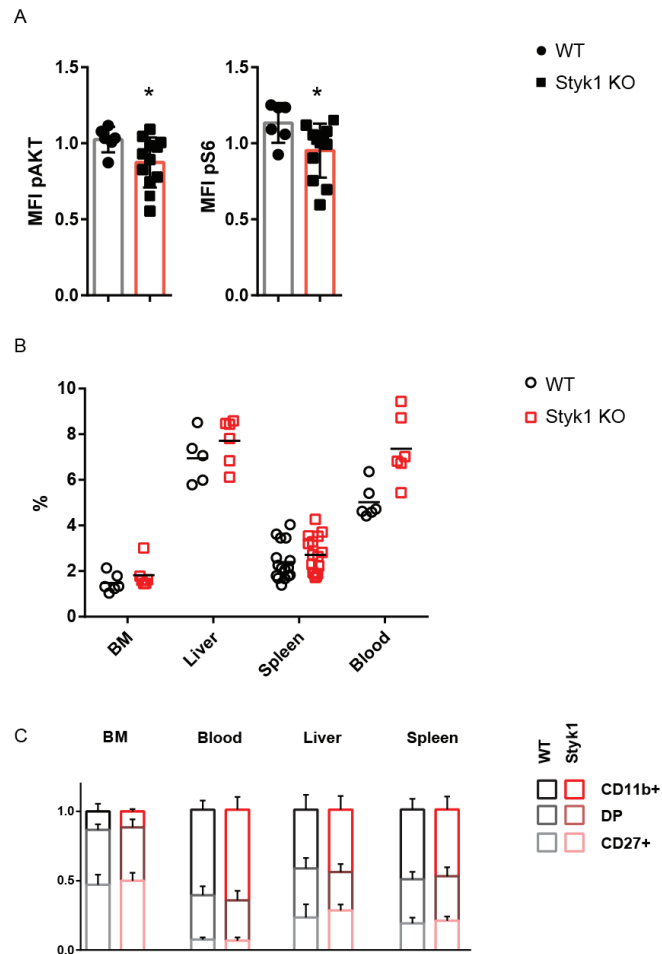 A
WT
Styk1 KO
MFI pAKT
1.5
1.0
0.5
0.0
*
MFI pS6
1.5
1.0
0.5
0.0
*
B
WT
Styk1 KO
%
10
8
6
4
2
0
BM
Liver
Spleen
Blood
C
BM Blood Liver Spleen
WT
Styk1
CD11b+
DP
CD27+
1.0
0.5
0.0